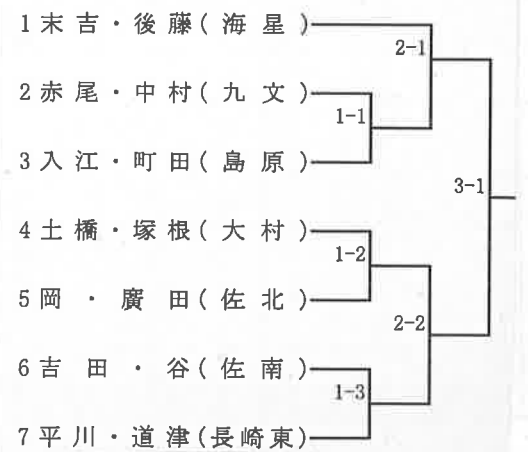 1 末吉・後藤(海星)
2-1
2 赤尾・中村(九文)
1-1
3 入江・町田(島原)
3-1
4 土橋・塚根(大村)
1-2
5 岡・廣田(佐北)
2-2
6 吉田・谷(佐南)
1-3
7 平川・道津(長崎東)